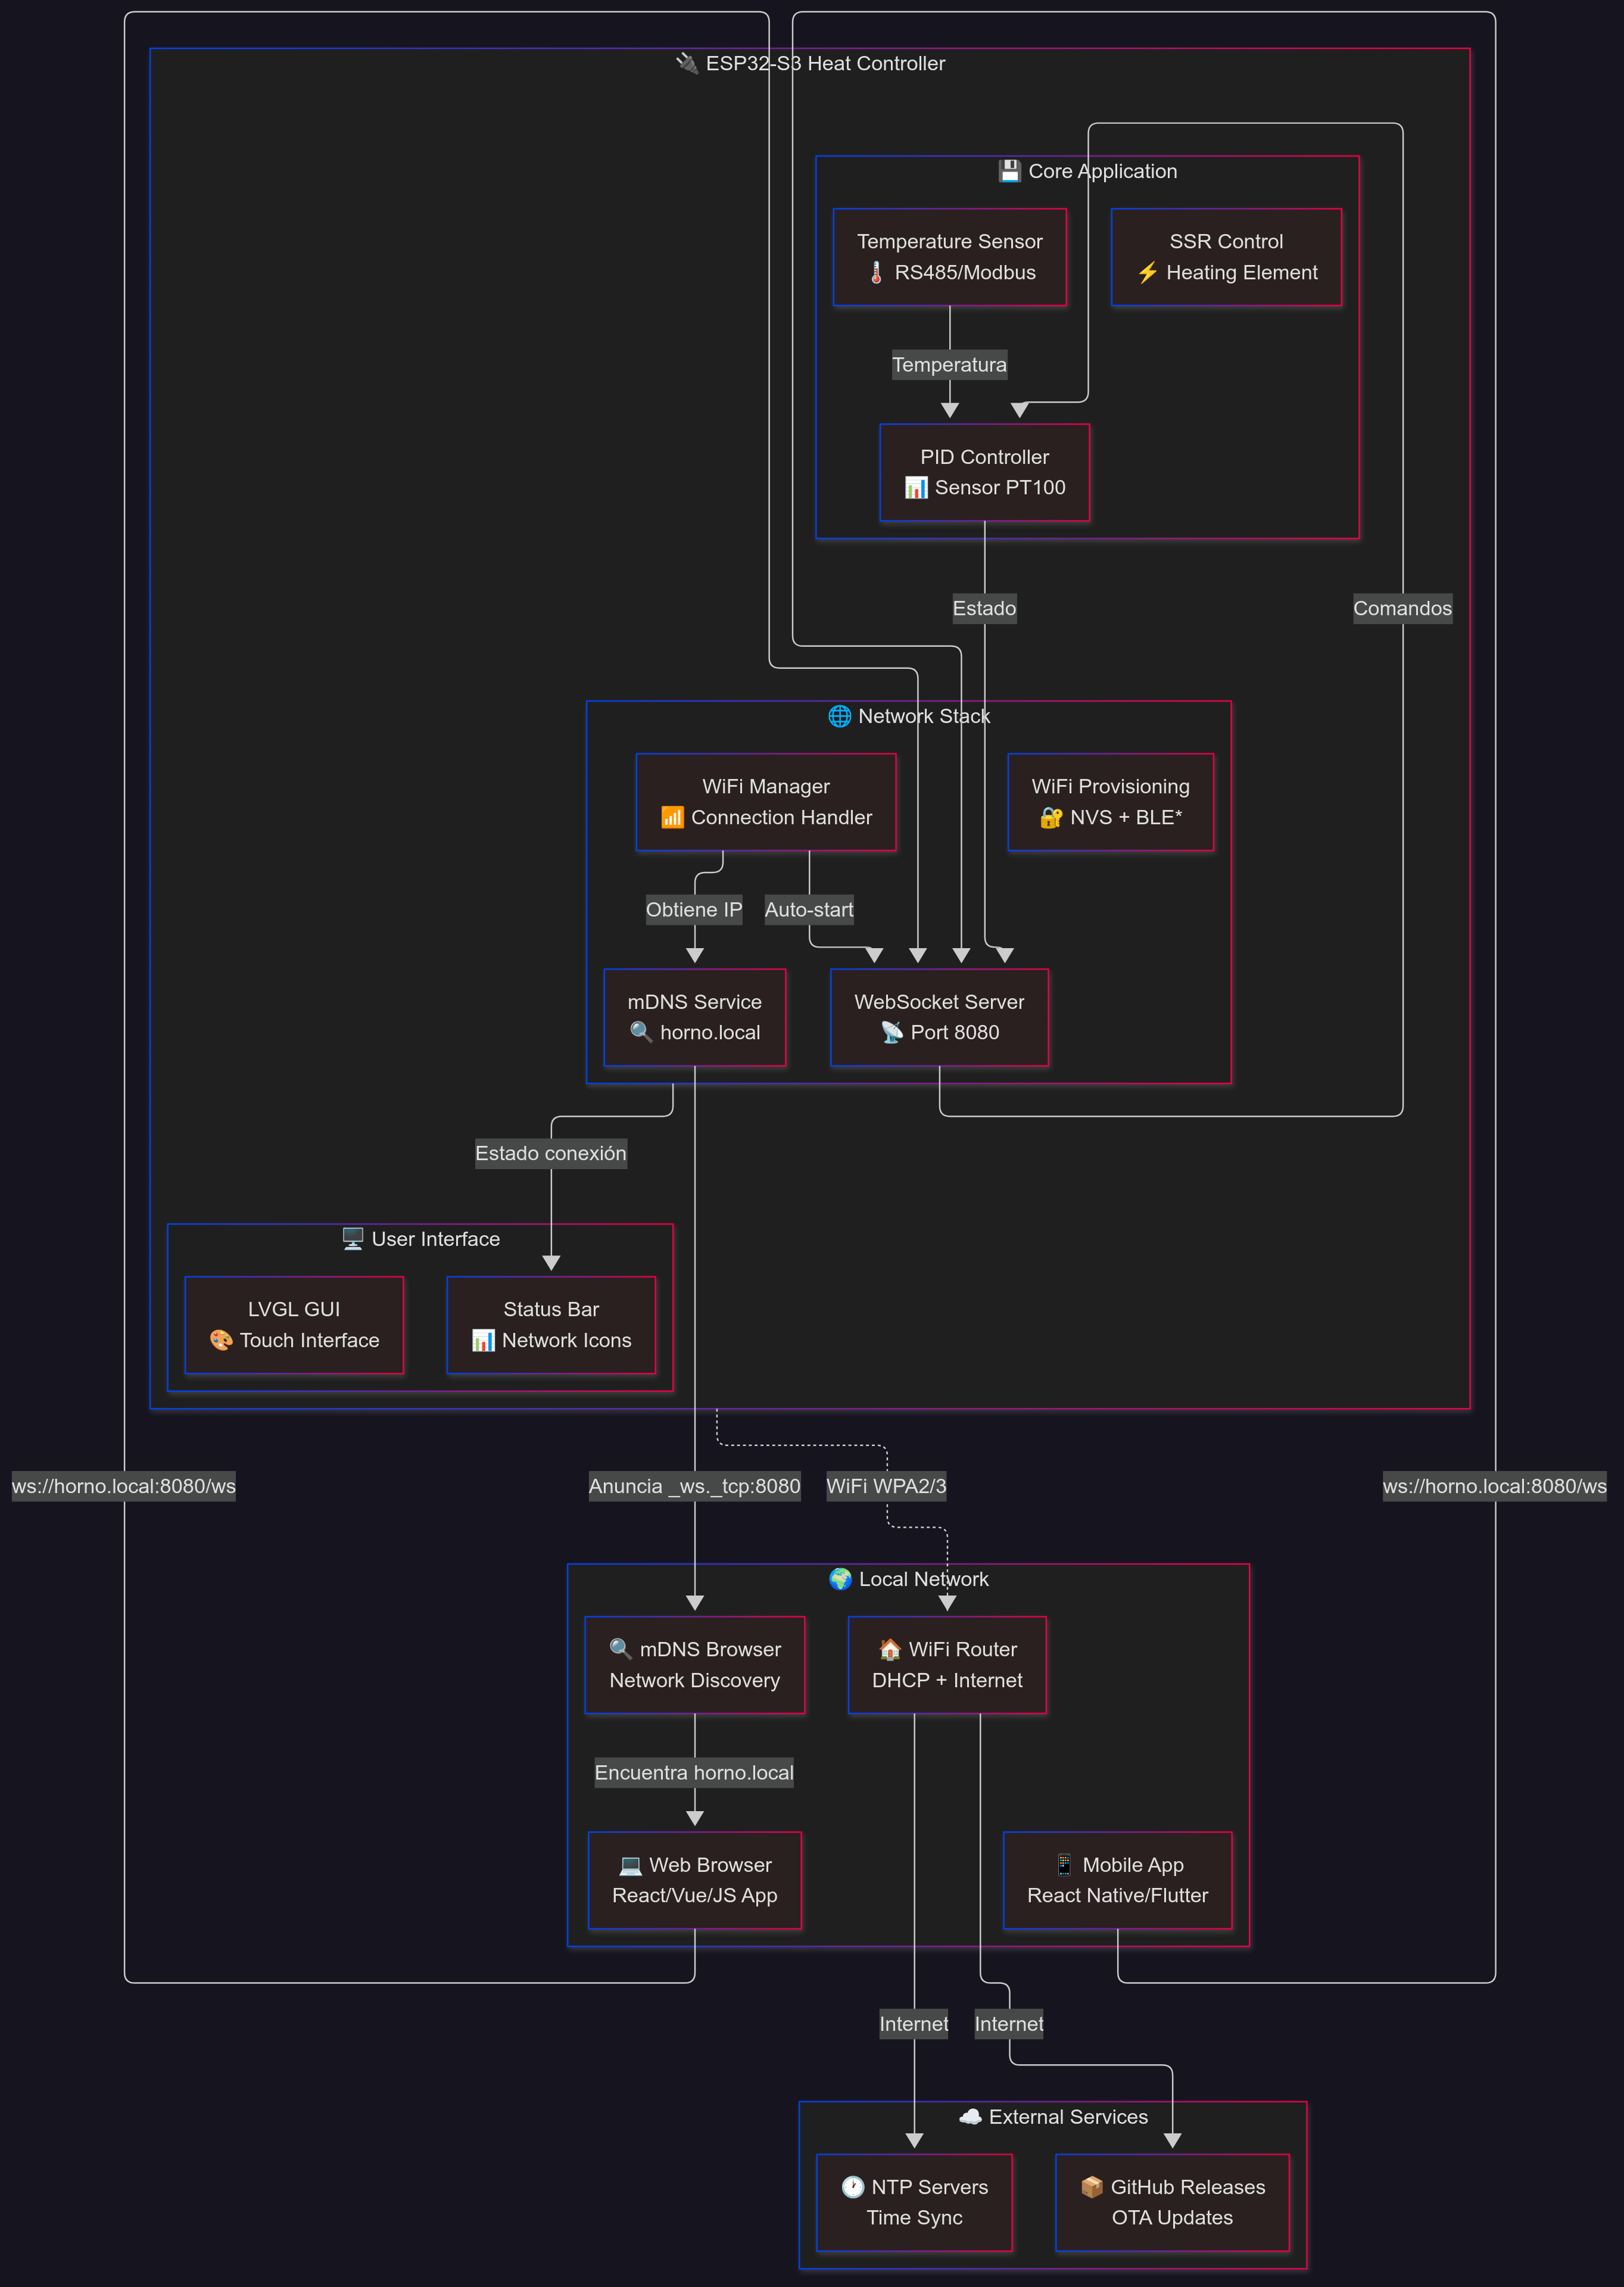 🔌 ESP32-S3 Heat Controller
💾 Core Application
Temperature Sensor
🌡️ RS485/Modbus
SSR Control
⚡ Heating Element
Temperatura
PID Controller
📊 Sensor PT100
Estado
Comandos
🌐 Network Stack
WiFi Manager
📶 Connection Handler
WiFi Provisioning
🔐 NVS + BLE*
Obtiene IP
Auto-start
mDNS Service
🔍 horno.local
WebSocket Server
📡 Port 8080
Estado conexión
🖥️ User Interface
LVGL GUI
🎨 Touch Interface
Status Bar
📊 Network Icons
ws://horno.local:8080/ws
Anuncia _ws._tcp:8080
WiFi WPA2/3
ws://horno.local:8080/ws
🌍 Local Network
🔍 mDNS Browser
Network Discovery
🏠 WiFi Router
DHCP + Internet
Encuentra horno.local
💻 Web Browser
React/Vue/JS App
📱 Mobile App
React Native/Flutter
Internet
Internet
☁️ External Services
🕐 NTP Servers
Time Sync
📦 GitHub Releases
OTA Updates